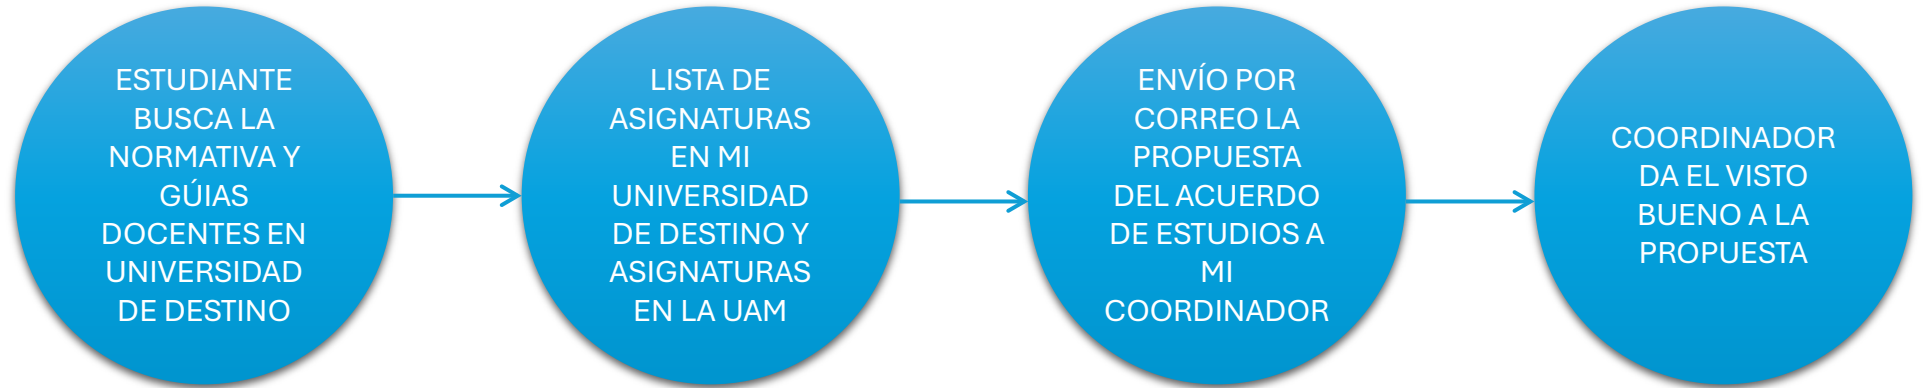 ESTUDIANTE
BUSCA LA
NORMATIVA Y
GÚIAS
DOCENTES EN
UNIVERSIDAD
DE DESTINO
LISTA DE
ASIGNATURAS
EN MI
UNIVERSIDAD
DE DESTINO Y
ASIGNATURAS
EN LA UAM
ENVÍO POR
CORREO LA
PROPUESTA
DEL ACUERDO
DE ESTUDIOS A
MI
COORDINADOR
COORDINADOR
DA EL VISTO
BUENO A LA
PROPUESTA